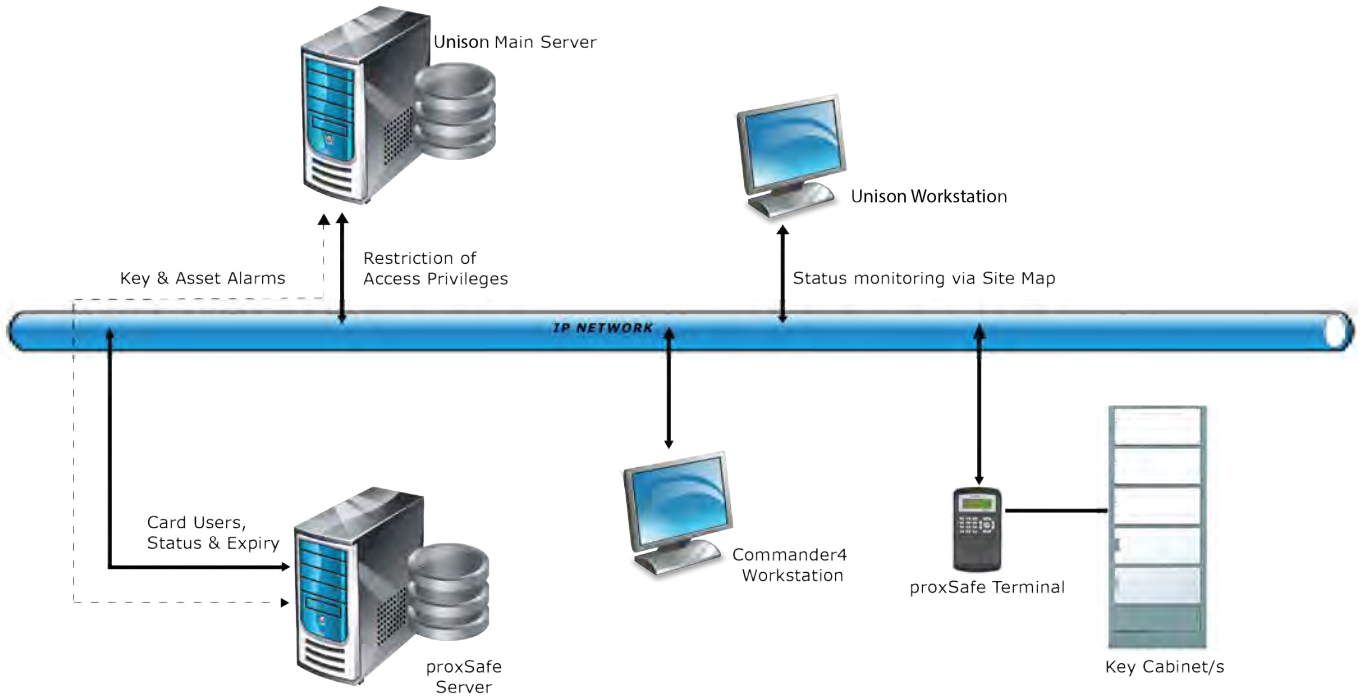 Unison Main Server
Unison Workstation
Key & Asset Alarms
Restriction of
Access Privileges
Status monitoring via Site Map
IP NETWORK
Card Users,
Status & Expiry
Commander4
Workstation
proxSafe Terminal
proxSafe
Server
Key Cabinet/s